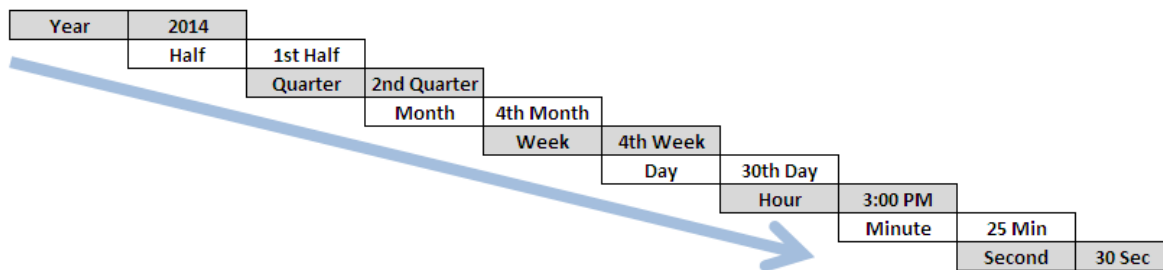 Year 2014
Half 1st Half
Quarter 2nd Quarter
Month 4th Month
Week 4th Week
Day 30th Day
Hour 3:00 PM
Minute 25 Min
Second 30 Sec